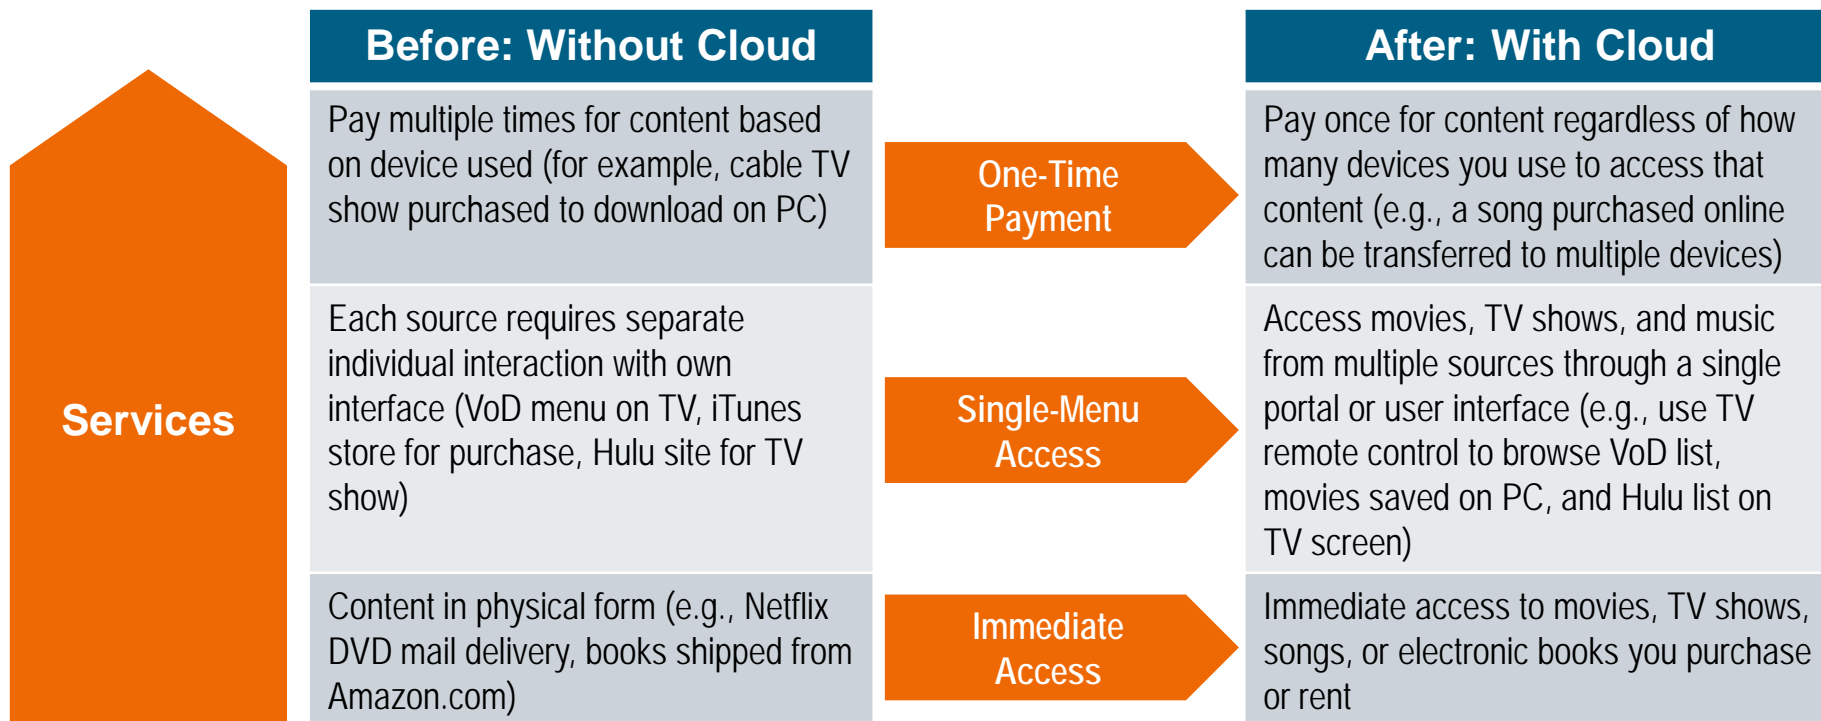 Before: Without Cloud
After: With Cloud
Services
Pay multiple times for content based
on device used (for example, cable TV
show purchased to download on PC)
One-Time
Payment
Pay once for content regardless of how
many devices you use to access that
content (e.g., a song purchased online
can be transferred to multiple devices)
Each source requires separate
individual interaction with own
interface (VoD menu on TV, iTunes
store for purchase, Hulu site for TV
show)
Single-Menu
Access
Access movies, TV shows, and music
from multiple sources through a single
portal or user interface (e.g., use TV
remote control to browse VoD list,
movies saved on PC, and Hulu list on
TV screen)
Content in physical form (e.g., Netflix
DVD mail delivery, books shipped from
Amazon.com)
Immediate
Access
Immediate access to movies, TV shows,
songs, or electronic books you purchase
or rent